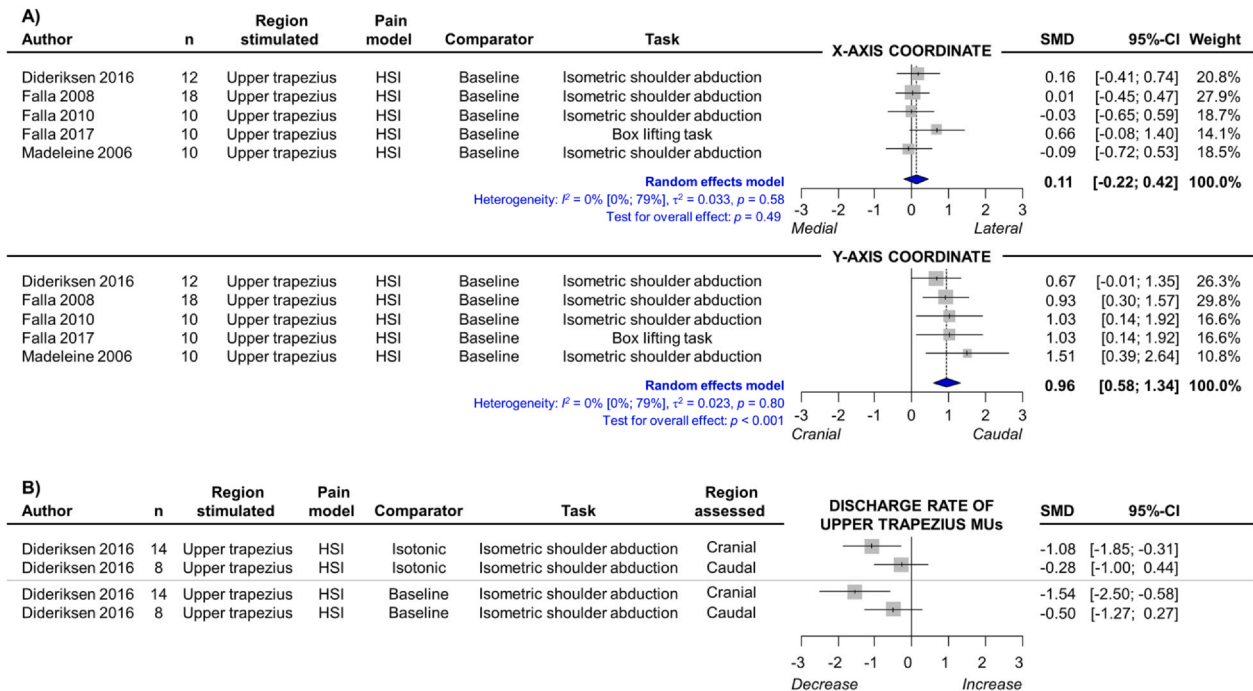 A)
Author n Region stimulated Pain model Comparator Task X-AXIS COORDINATE SMD 95%-CI Weight
Dideriksen 2016 12 Upper trapezius HSI Baseline Isometric shoulder abduction 0.16 [-0.41; 0.74] 20.8%
Falla 2008 18 Upper trapezius HSI Baseline Isometric shoulder abduction 0.01 [-0.45; 0.47] 27.9%
Falla 2010 10 Upper trapezius HSI Baseline Isometric shoulder abduction -0.03 [-0.65; 0.59] 18.7%
Falla 2017 10 Upper trapezius HSI Baseline Box lifting task 0.66 [-0.08; 1.40] 14.1%
Madeleine 2006 10 Upper trapezius HSI Baseline Isometric shoulder abduction -0.09 [-0.72; 0.53] 18.5%
Random effects model 0.11 [-0.22; 0.42] 100.0%
Heterogeneity: I² = 0% [0%; 79%], τ² = 0.033, p = 0.58
Test for overall effect: p = 0.49
-3 -2 -1 0 1 2 3
Medial Lateral
Y-AXIS COORDINATE
Dideriksen 2016 12 Upper trapezius HSI Baseline Isometric shoulder abduction 0.67 [-0.01; 1.35] 26.3%
Falla 2008 18 Upper trapezius HSI Baseline Isometric shoulder abduction 0.93 [0.30; 1.57] 29.8%
Falla 2010 10 Upper trapezius HSI Baseline Isometric shoulder abduction 1.03 [0.14; 1.92] 16.6%
Falla 2017 10 Upper trapezius HSI Baseline Box lifting task 1.03 [0.14; 1.92] 16.6%
Madeleine 2006 10 Upper trapezius HSI Baseline Isometric shoulder abduction 1.51 [0.39; 2.64] 10.8%
Random effects model 0.96 [0.58; 1.34] 100.0%
Heterogeneity: I² = 0% [0%; 79%], τ² = 0.023, p = 0.80
Test for overall effect: p < 0.001
-3 -2 -1 0 1 2 3
Cranial Caudal
B)
Author n Region stimulated Pain model Comparator Task Region assessed DISCHARGE RATE OF UPPER TRAPEZIUS MUs SMD 95%-CI
Dideriksen 2016 14 Upper trapezius HSI Isotonic Isometric shoulder abduction Cranial -1.08 [-1.85; -0.31]
Dideriksen 2016 8 Upper trapezius HSI Isotonic Isometric shoulder abduction Caudal -0.28 [-1.00; 0.44]
Dideriksen 2016 14 Upper trapezius HSI Baseline Isometric shoulder abduction Cranial -1.54 [-2.50; -0.58]
Dideriksen 2016 8 Upper trapezius HSI Baseline Isometric shoulder abduction Caudal -0.50 [-1.27; 0.27]
-3 -2 -1 0 1 2 3
Decrease Increase